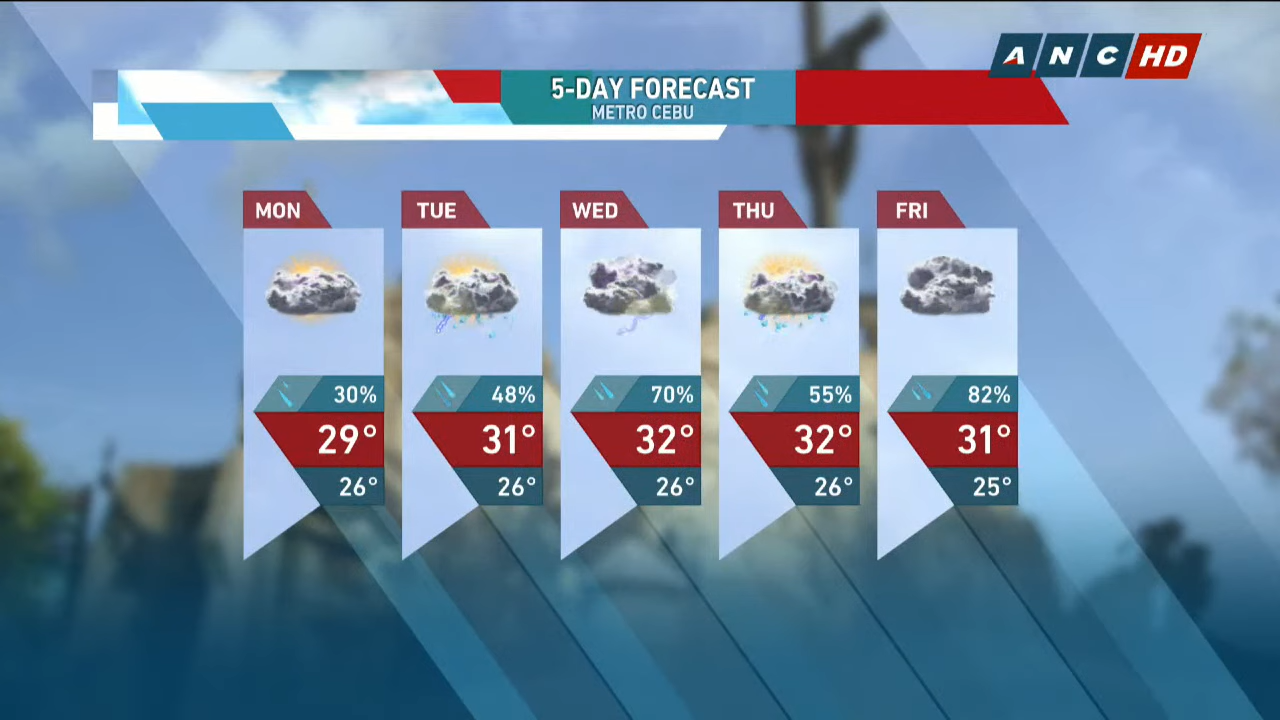 ANC HD
5-DAY FORECAST
METRO CEBU
MON
30%
29°
26°
TUE
48%
31°
26°
WED
70%
32°
26°
THU
55%
32°
26°
FRI
82%
31°
25°